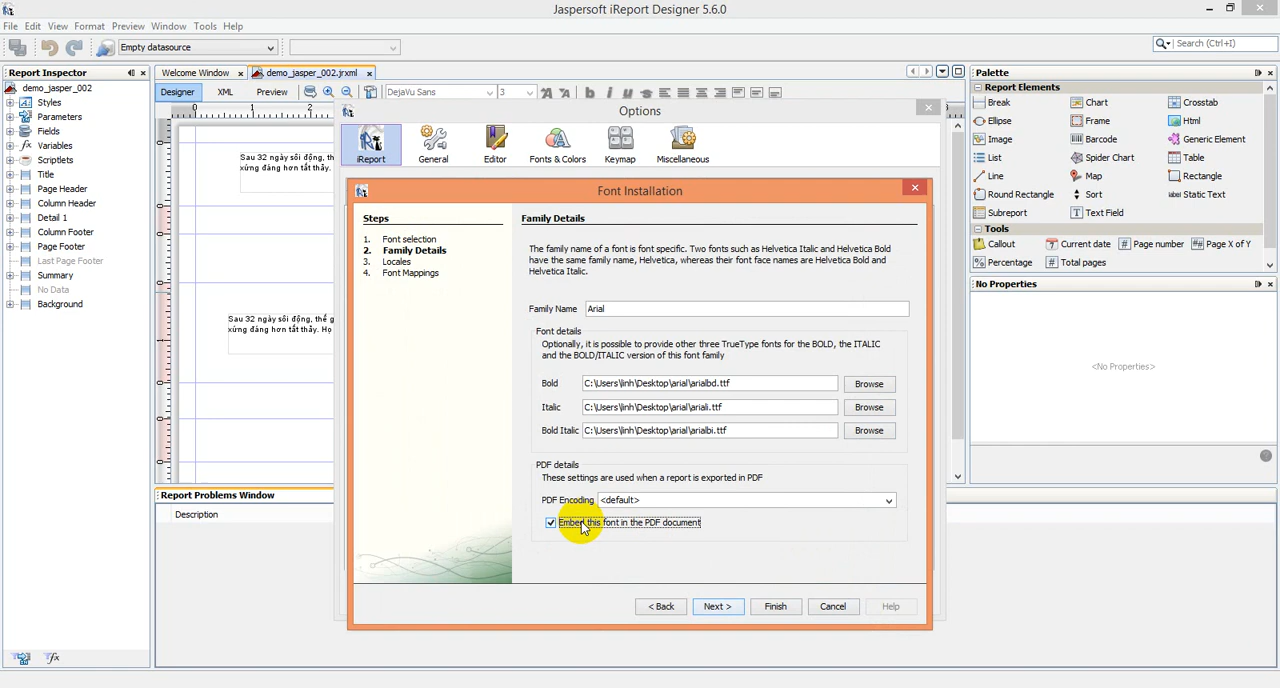 Jaspersoft iReport Designer 5.6.0
File Edit View Format Preview Window Tools Help
Empty datasource
Search (Ctrl+I)
Report Inspector
demo_jasper_002
Styles
Parameters
Fields
Variables
Scriptlets
Title
Page Header
Column Header
Detail 1
Column Footer
Page Footer
Last Page Footer
Summary
No Data
Background
Welcome Window
demo_jasper_002.jrxml
Designer XML Preview
DejaVu Sans 3
0 1 2
Sau 32 ngày sôi động, th
xứng đáng hơn tất thảy.
Sau 32 ngày sôi động, thế g
xứng đáng hơn tất thảy. Họ
Options
iReport General Editor Fonts & Colors Keymap Miscellaneous
Font Installation
Steps
1. Font selection
2. Family Details
3. Locales
4. Font Mappings
Family Details
The family name of a font is font specific. Two fonts such as Helvetica Italic and Helvetica Bold
have the same family name, Helvetica, whereas their font face names are Helvetica Bold and
Helvetica Italic.
Family Name Arial
Font details
Optionally, it is possible to provide other three TrueType fonts for the BOLD, the ITALIC
and the BOLD/ITALIC version of this font family
Bold C:\Users\linh\Desktop\arial\arialbd.ttf Browse
Italic C:\Users\linh\Desktop\arial\ariali.ttf Browse
Bold Italic C:\Users\linh\Desktop\arial\arialbi.ttf Browse
PDF details
These settings are used when a report is exported in PDF
PDF Encoding <default>
Embed this font in the PDF document
< Back Next > Finish Cancel Help
Report Problems Window
Description
Palette
Report Elements
Break Chart Crosstab
Ellipse Frame Html
Image Barcode Generic Element
List Spider Chart Table
Line Map Rectangle
Round Rectangle Sort Static Text
Subreport Text Field
Tools
Callout Current date Page number Page X of Y
Percentage Total pages
No Properties
<No Properties>